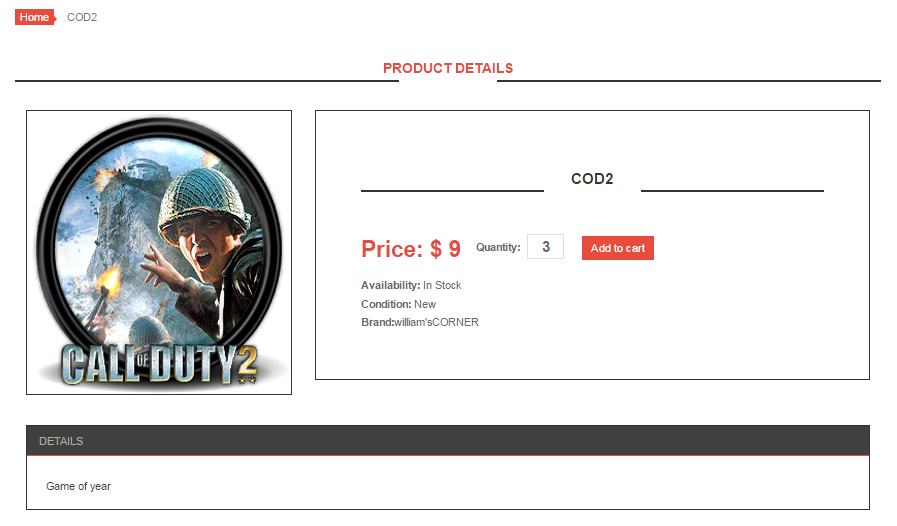 Home COD2
PRODUCT DETAILS
CALL OF DUTY 2
COD2
Price: $ 9 Quantity: 3 Add to cart
Availability: In Stock
Condition: New
Brand:william'sCORNER
DETAILS
Game of year